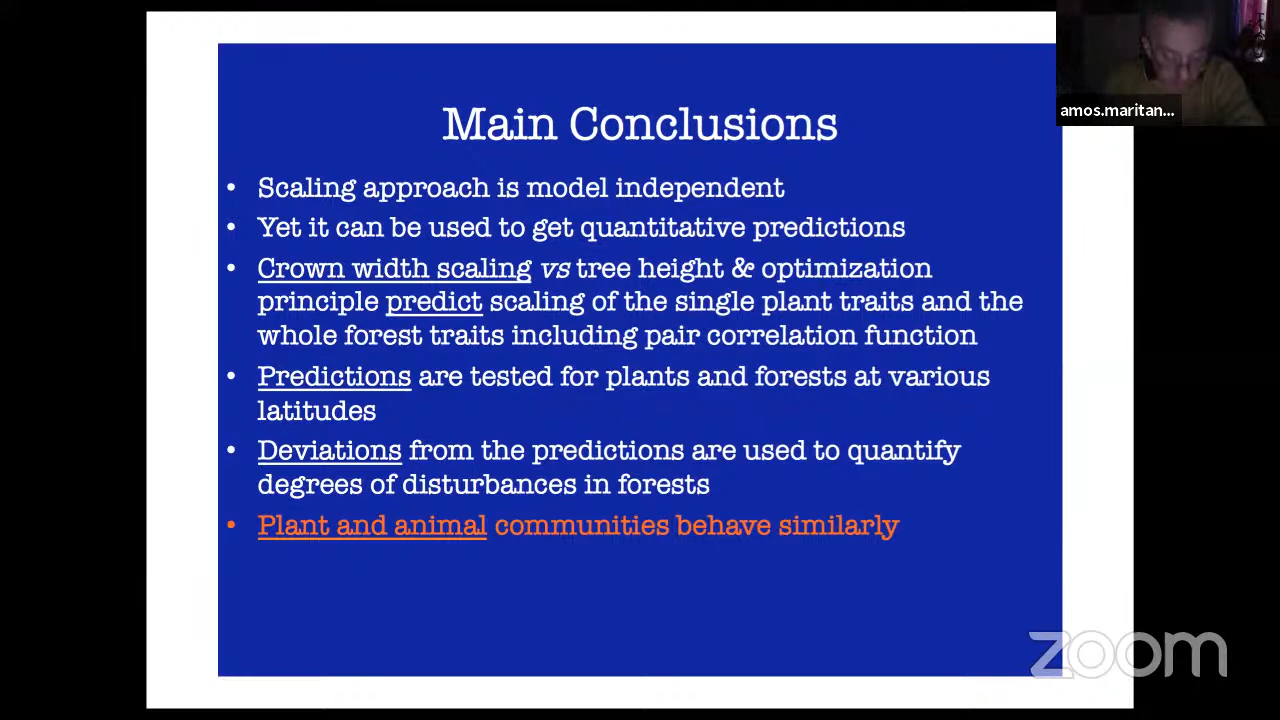 Main Conclusions
• Scaling approach is model independent
• Yet it can be used to get quantitative predictions
• Crown width scaling vs tree height & optimization
principle predict scaling of the single plant traits and the
whole forest traits including pair correlation function
• Predictions are tested for plants and forests at various
latitudes
• Deviations from the predictions are used to quantify
degrees of disturbances in forests
• Plant and animal communities behave similarly
amos.maritan...
zoom